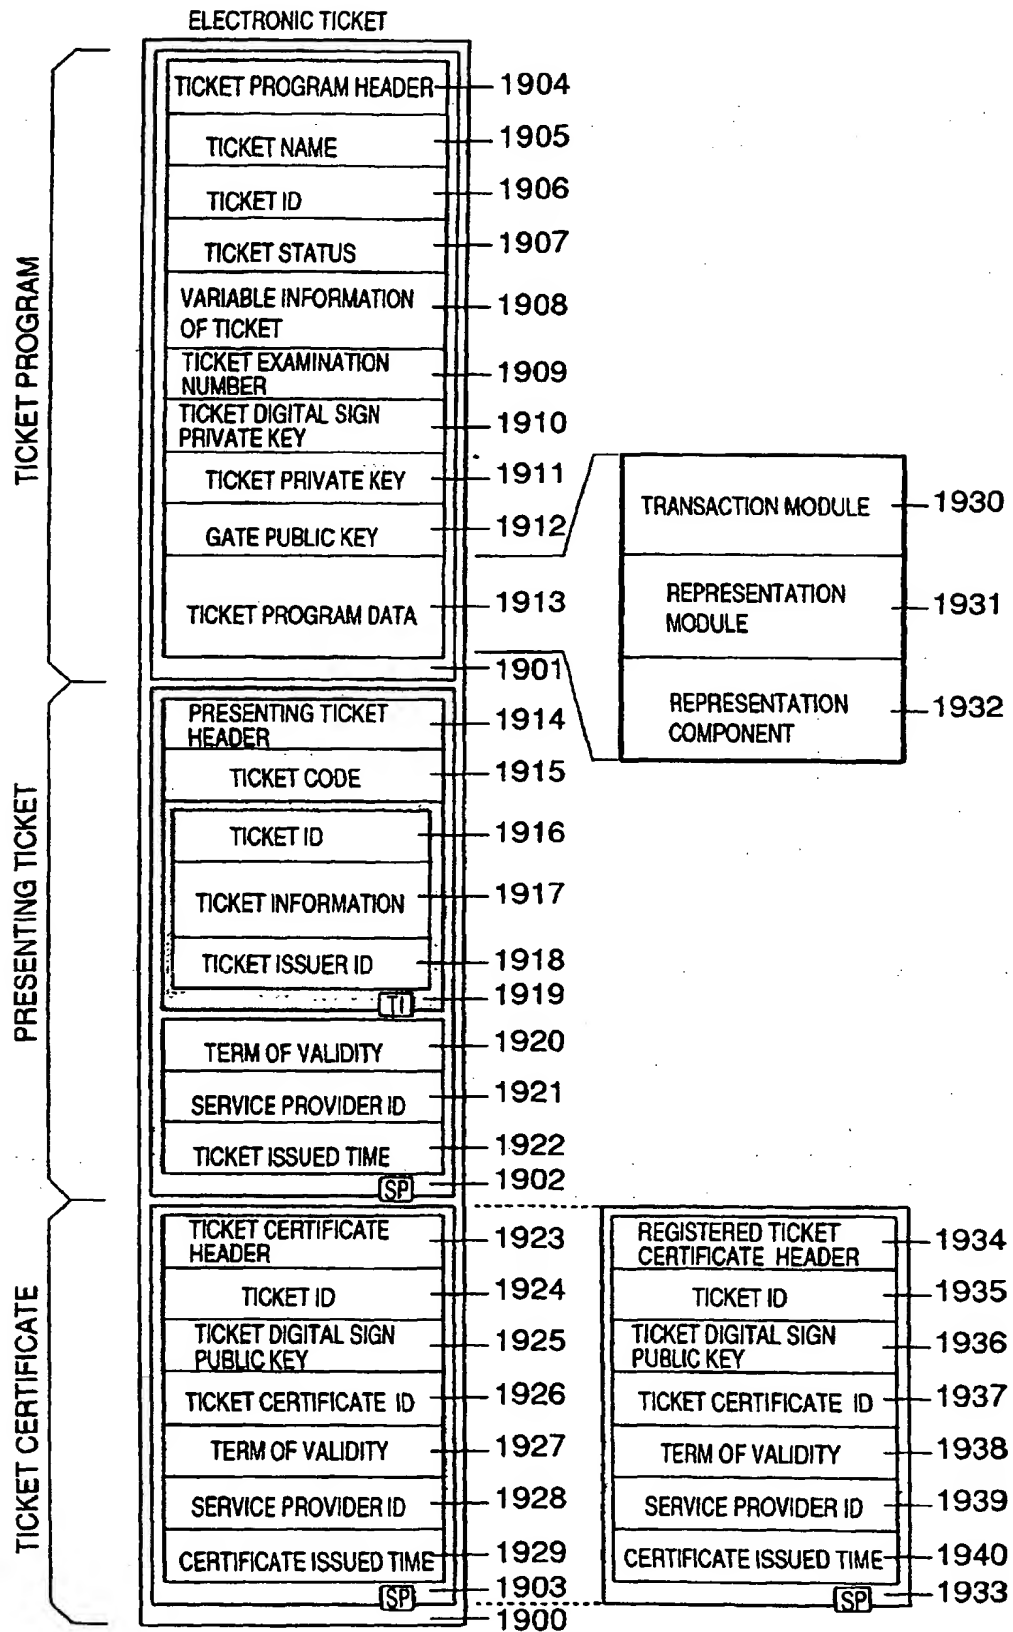 ELECTRONIC TICKET
TICKET PROGRAM
TICKET PROGRAM HEADER 1904
TICKET NAME 1905
TICKET ID 1906
TICKET STATUS 1907
VARIABLE INFORMATION
OF TICKET 1908
TICKET EXAMINATION
NUMBER 1909
TICKET DIGITAL SIGN
PRIVATE KEY 1910
TICKET PRIVATE KEY 1911
GATE PUBLIC KEY 1912
TICKET PROGRAM DATA 1913
1901
TRANSACTION MODULE 1930
REPRESENTATION
MODULE 1931
REPRESENTATION
COMPONENT 1932
PRESENTING TICKET
PRESENTING TICKET
HEADER 1914
TICKET CODE 1915
TICKET ID 1916
TICKET INFORMATION 1917
TICKET ISSUER ID 1918
TI 1919
TERM OF VALIDITY 1920
SERVICE PROVIDER ID 1921
TICKET ISSUED TIME 1922
SP 1902
TICKET CERTIFICATE
TICKET CERTIFICATE
HEADER 1923
TICKET ID 1924
TICKET DIGITAL SIGN
PUBLIC KEY 1925
TICKET CERTIFICATE ID 1926
TERM OF VALIDITY 1927
SERVICE PROVIDER ID 1928
CERTIFICATE ISSUED TIME 1929
SP 1903
1900
REGISTERED TICKET
CERTIFICATE HEADER 1934
TICKET ID 1935
TICKET DIGITAL SIGN
PUBLIC KEY 1936
TICKET CERTIFICATE ID 1937
TERM OF VALIDITY 1938
SERVICE PROVIDER ID 1939
CERTIFICATE ISSUED TIME 1940
SP 1933